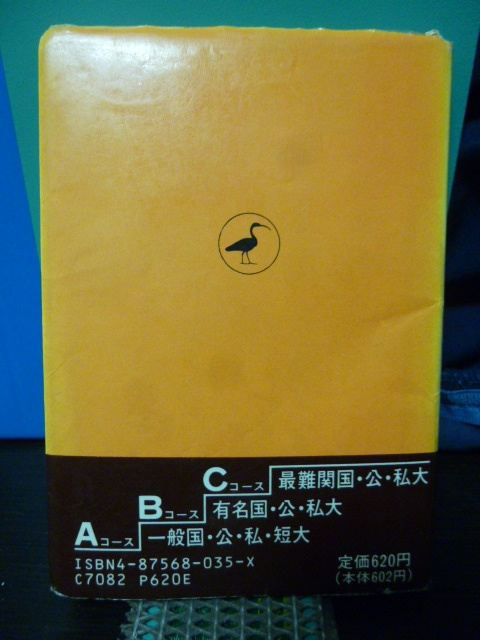 Cコース 最難関国・公・私大
Bコース 有名国・公・私大
Aコース 一般国・公・私・短大
ISBN4-87568-035-X
C7082 P620E
定価620円
(本体602円)